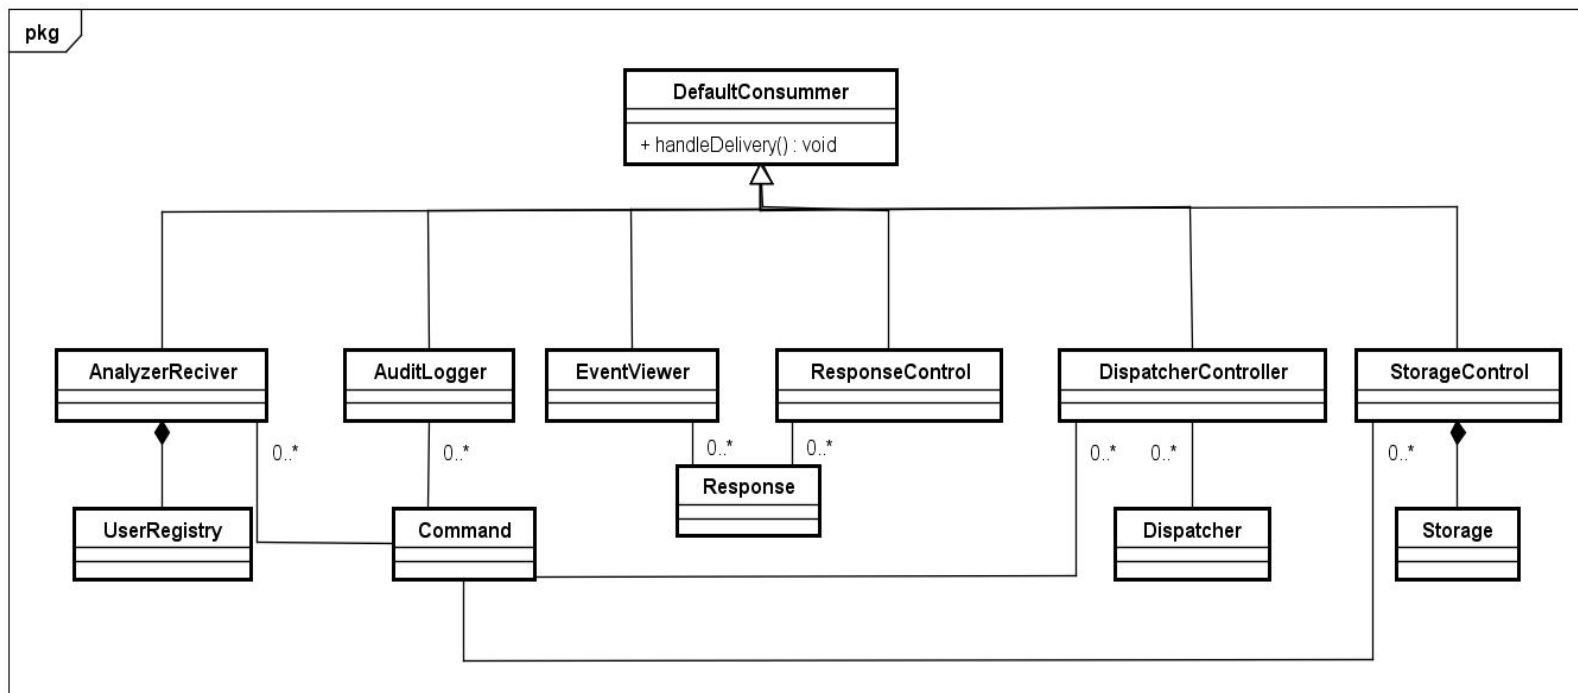 pkg
DefaultConsummer
+ handleDelivery() : void
AnalyzerReciver
AuditLogger
EventViewer
ResponseControl
DispatcherController
StorageControl
0..*
0..*
0..*
0..*
0..*
0..*
0..*
Response
UserRegistry
Command
Dispatcher
Storage